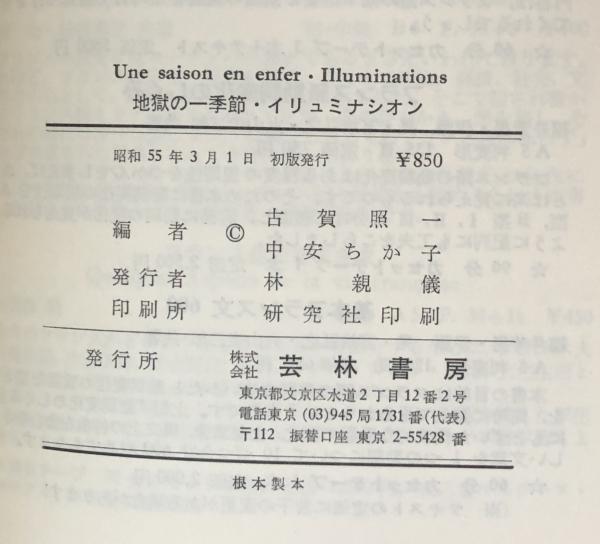 Une saison en enfer・Illuminations
地獄の一季節・イリュミナシオン
昭和 55 年 3 月 1 日 初版発行 ￥850
編者 © 古賀照一
中安ちか子
発行者 林親儀
印刷所 研究社印刷
発行所 株式会社 芸林書房
東京都文京区水道2丁目12番2号
電話東京 (03)945 局 1731 番(代表)
〒112 振替口座 東京 2-55428 番
根本製本